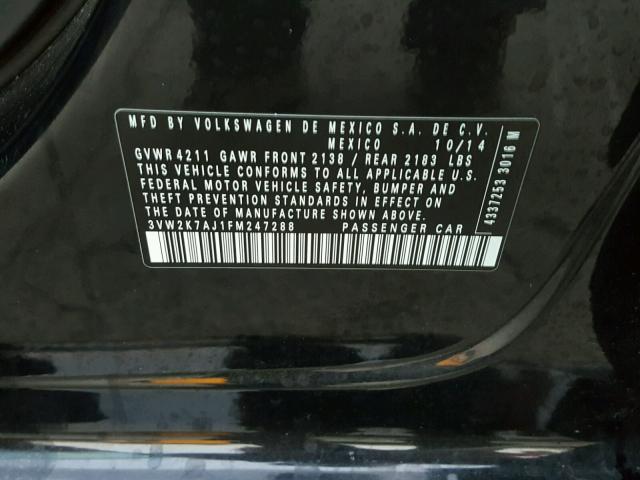 MFD BY VOLKSWAGEN DE MEXICO S.A. DE C.V.
MEXICO 10/14
GVWR 4211 GAWR FRONT 2138 / REAR 2183 LBS
THIS VEHICLE CONFORMS TO ALL APPLICABLE U.S.
FEDERAL MOTOR VEHICLE SAFETY, BUMPER AND
THEFT PREVENTION STANDARDS IN EFFECT ON
THE DATE OF MANUFACTURE SHOWN ABOVE.
3VW2K7AJ1FM247288 PASSENGER CAR
4337253 3016 M